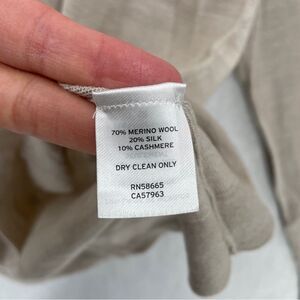 70% MERINO WOOL
20% SILK
10% CASHMERE
DRY CLEAN ONLY
RN58665
CA57963